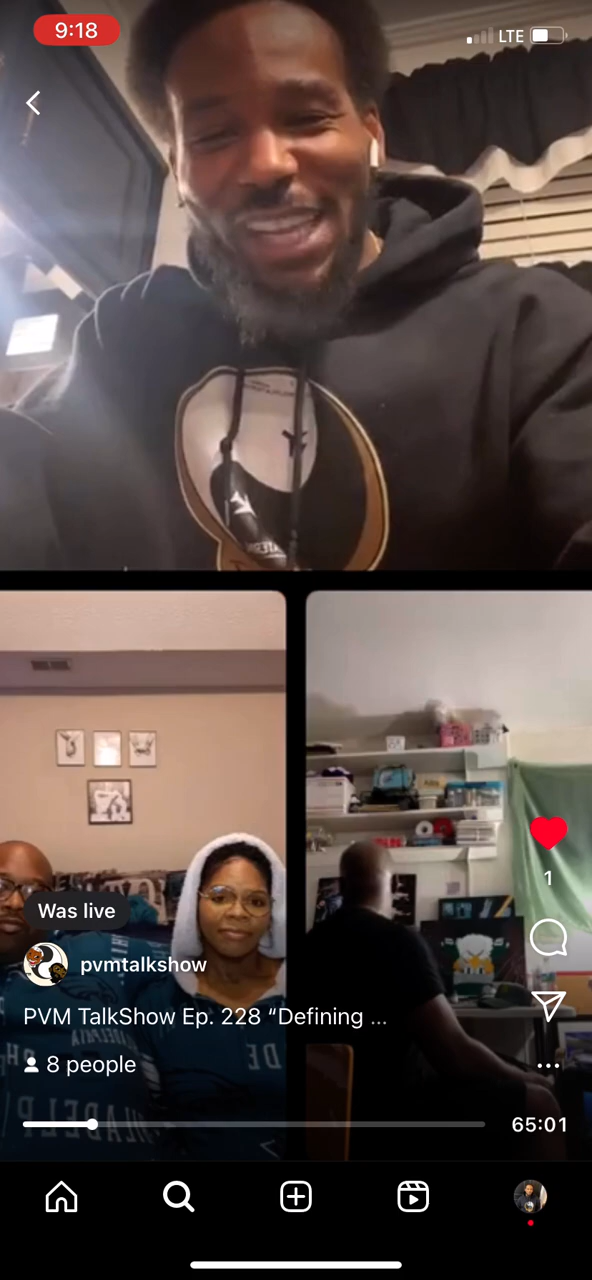 9:18
LTE
Was live
pvmtalkshow
PVM TalkShow Ep. 228 “Defining ...
1
8 people
65:01